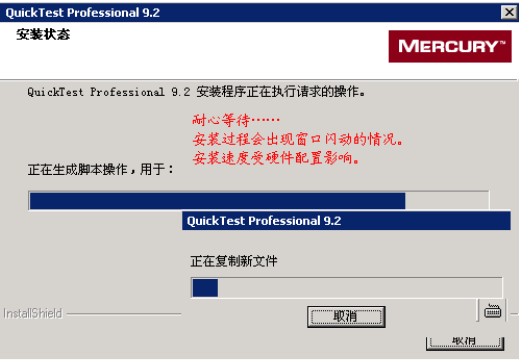 QuickTest Professional 9.2
安装状态
MERCURY™
QuickTest Professional 9.2 安装程序正在执行请求的操作。
耐心等待……
安装过程会出现窗口闪动的情况。
安装速度受硬件配置影响。
正在生成脚本操作，用于：
QuickTest Professional 9.2
正在复制新文件
InstallShield
取消
取消